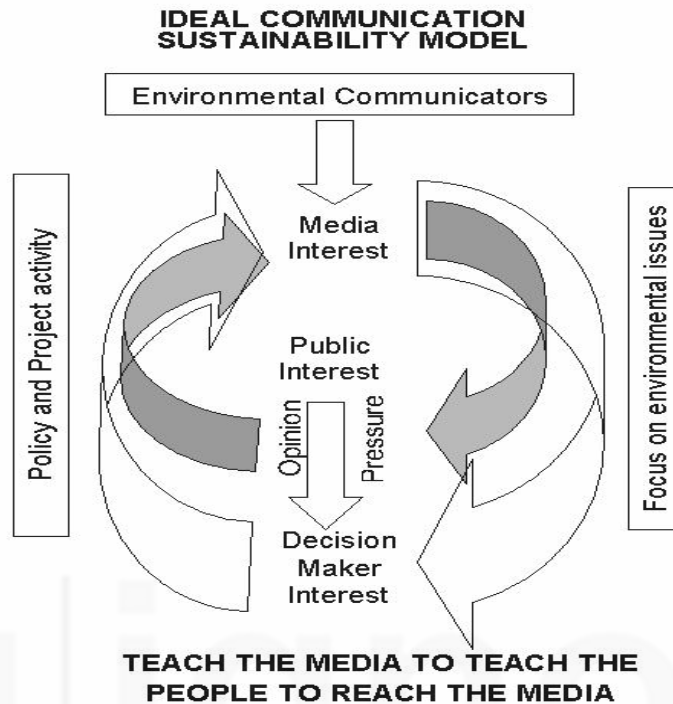 IDEAL COMMUNICATION
SUSTAINABILITY MODEL
Environmental Communicators
Media
Interest
Policy and Project activity
Focus on environmental issues
Public
Interest
Opinion
Pressure
Decision
Maker
Interest
TEACH THE MEDIA TO TEACH THE
PEOPLE TO REACH THE MEDIA